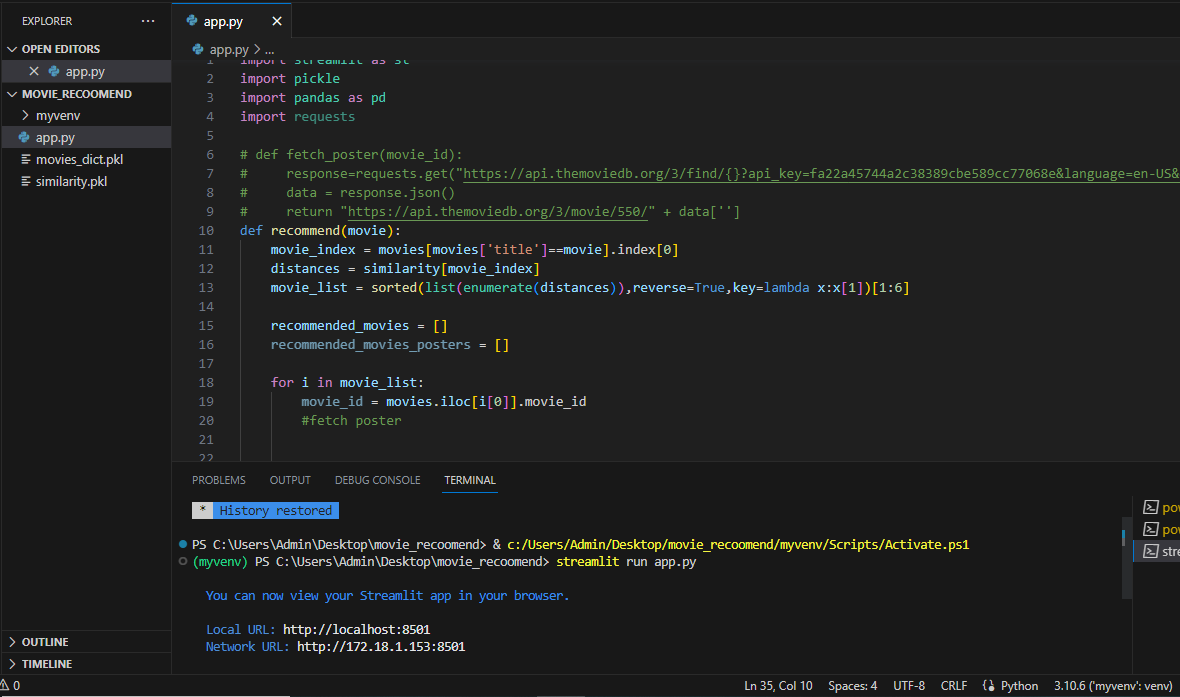 EXPLORER
···
app.py
OPEN EDITORS
app.py > ...
app.py
MOVIE_RECOOMEND
myvenv
app.py
movies_dict.pkl
similarity.pkl
1 import streamlit as st
2 import pickle
3 import pandas as pd
4 import requests
5
6 # def fetch_poster(movie_id):
7 #     response=requests.get("https://api.themoviedb.org/3/find/{}?api_key=fa22a45744a2c38389cbe589cc77068e&language=en-US&
8 #     data = response.json()
9 #     return "https://api.themoviedb.org/3/movie/550/" + data['']
10 def recommend(movie):
11     movie_index = movies[movies['title']==movie].index[0]
12     distances = similarity[movie_index]
13     movie_list = sorted(list(enumerate(distances)),reverse=True,key=lambda x:x[1])[1:6]
14
15     recommended_movies = []
16     recommended_movies_posters = []
17
18     for i in movie_list:
19         movie_id = movies.iloc[i[0]].movie_id
20         #fetch poster
21
22
PROBLEMS OUTPUT DEBUG CONSOLE TERMINAL
* History restored
PS C:\Users\Admin\Desktop\movie_recoomend> & c:/Users/Admin/Desktop/movie_recoomend/myvenv/Scripts/Activate.ps1
(myvenv) PS C:\Users\Admin\Desktop\movie_recoomend> streamlit run app.py
You can now view your Streamlit app in your browser.
Local URL: http://localhost:8501
Network URL: http://172.18.1.153:8501
pow
pow
stre
OUTLINE
TIMELINE
0
Ln 35, Col 10 Spaces: 4 UTF-8 CRLF Python 3.10.6 ('myvenv': venv)